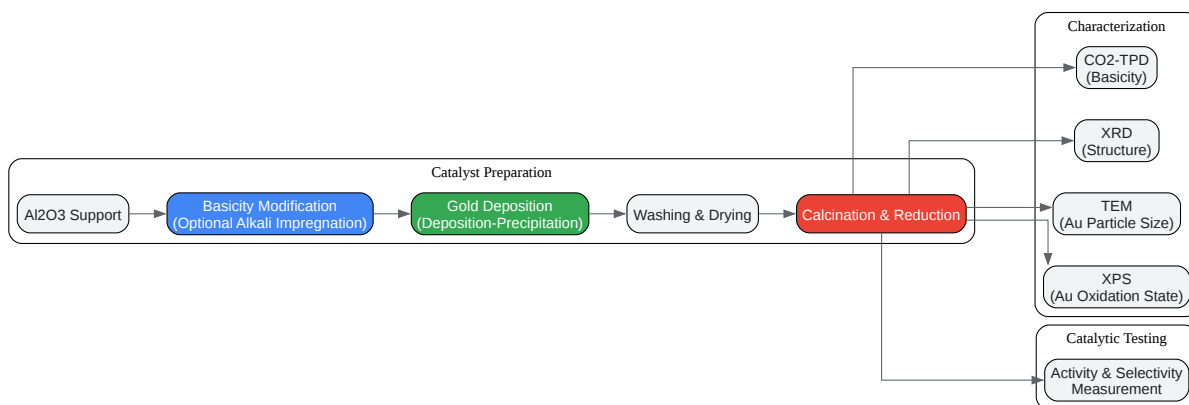 Characterization
CO2-TPD
(Basicity)
XRD
(Structure)
Catalyst Preparation
Al2O3 Support
Basicity Modification
(Optional Alkali Impregnation)
Gold Deposition
(Deposition-Precipitation)
Washing & Drying
Calcination & Reduction
TEM
(Au Particle Size)
XPS
(Au Oxidation State)
Catalytic Testing
Activity & Selectivity
Measurement